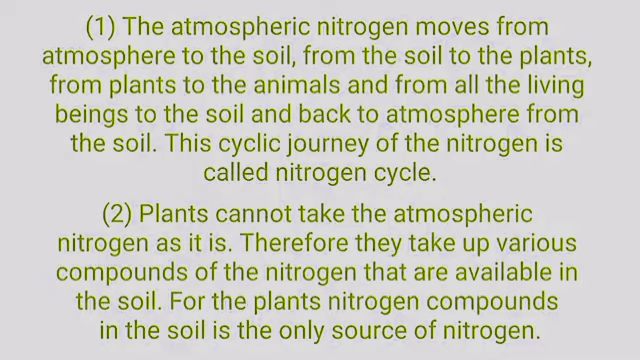 (1) The atmospheric nitrogen moves from
atmosphere to the soil, from the soil to the plants,
from plants to the animals and from all the living
beings to the soil and back to atmosphere from
the soil. This cyclic journey of the nitrogen is
called nitrogen cycle.
(2) Plants cannot take the atmospheric
nitrogen as it is. Therefore they take up various
compounds of the nitrogen that are available in
the soil. For the plants nitrogen compounds
in the soil is the only source of nitrogen.